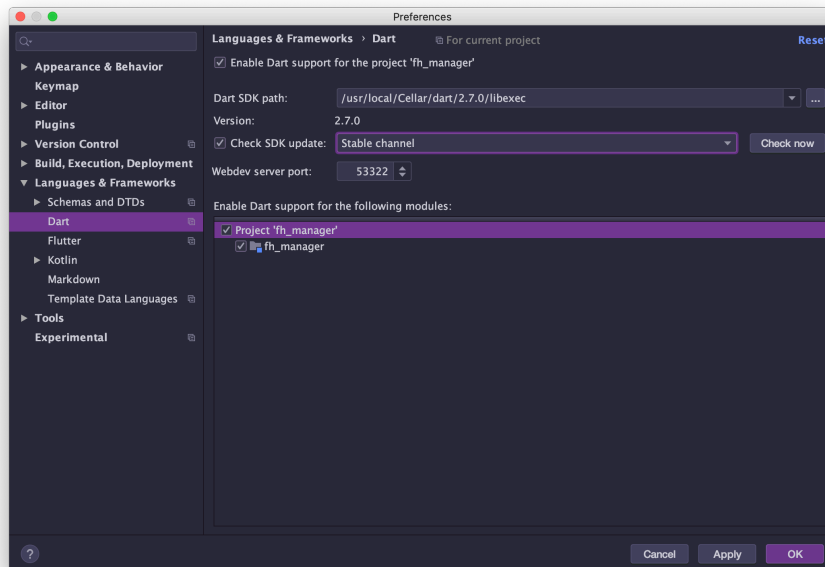 Preferences
Languages & Frameworks › Dart
For current project
Reset
Appearance & Behavior
Keymap
Editor
Plugins
Version Control
Build, Execution, Deployment
Languages & Frameworks
Schemas and DTDs
Dart
Flutter
Kotlin
Markdown
Template Data Languages
Tools
Experimental
Enable Dart support for the project 'fh_manager'
Dart SDK path: /usr/local/Cellar/dart/2.7.0/libexec ...
Version: 2.7.0
Check SDK update: Stable channel Check now
Webdev server port: 53322
Enable Dart support for the following modules:
Project 'fh_manager'
fh_manager
? Cancel Apply OK